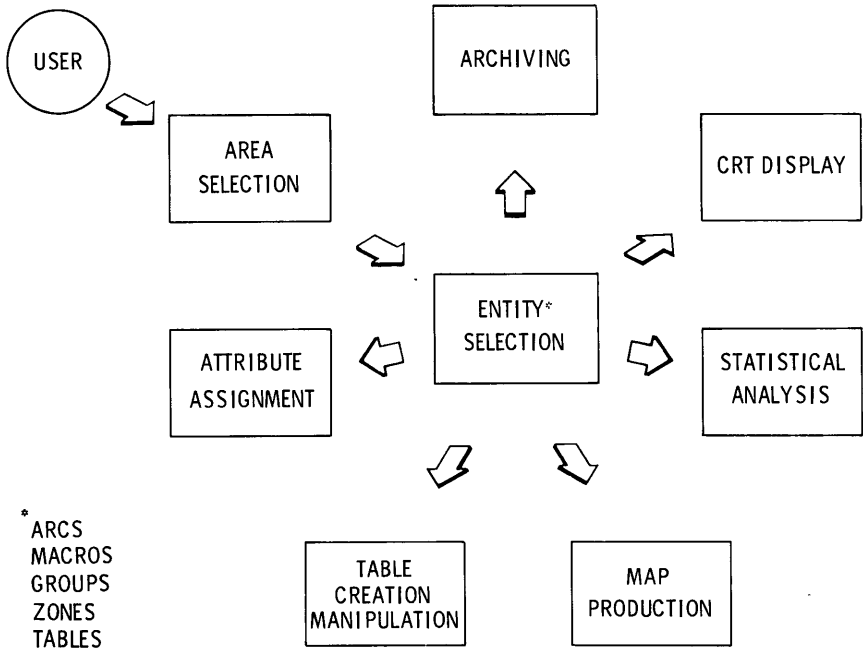 USER
ARCHIVING
AREA
SELECTION
CRT DISPLAY
ENTITY*
SELECTION
ATTRIBUTE
ASSIGNMENT
STATISTICAL
ANALYSIS
*
ARCS
MACROS
GROUPS
ZONES
TABLES
TABLE
CREATION
MANIPULATION
MAP
PRODUCTION